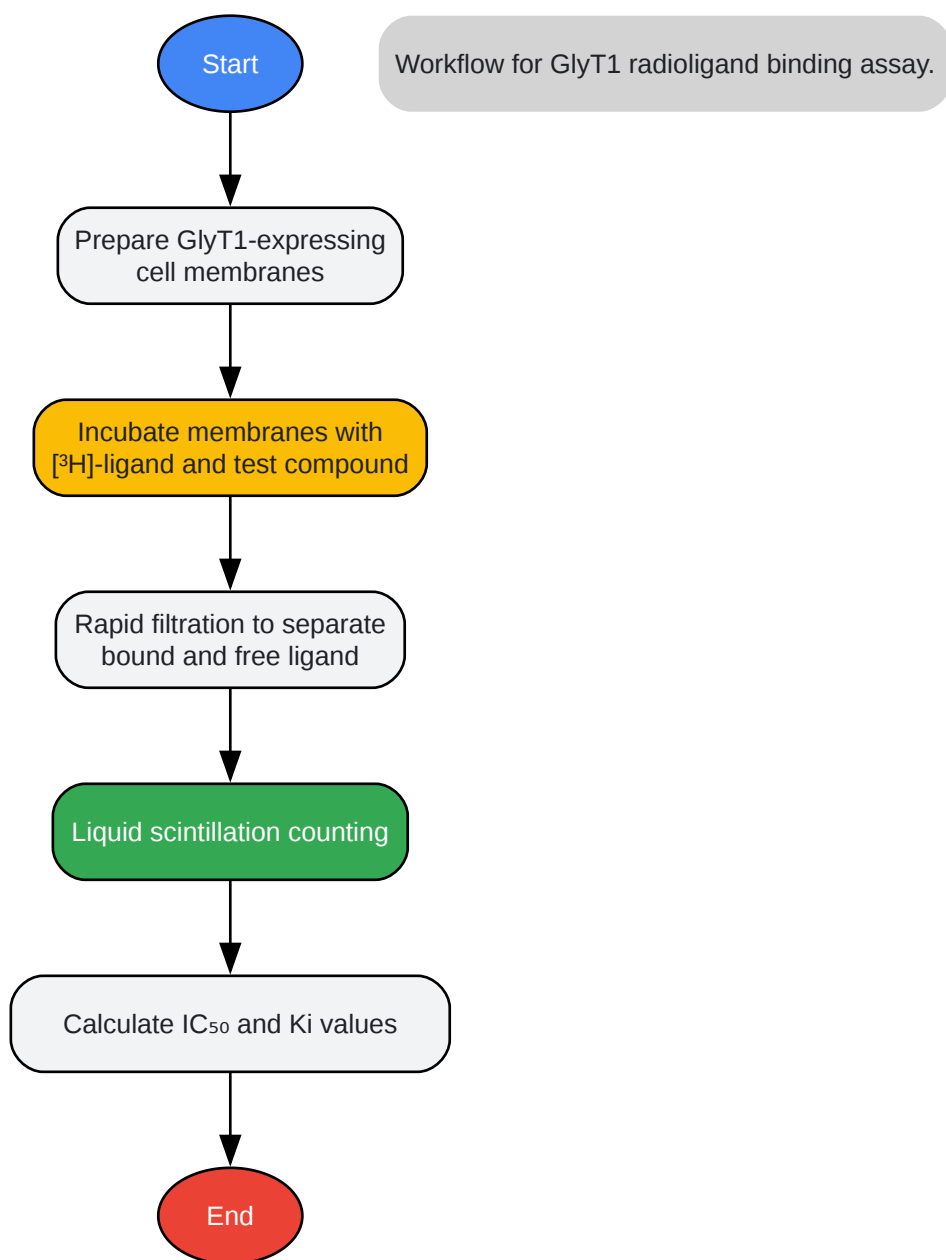 Start
Workflow for GlyT1 radioligand binding assay.
Prepare GlyT1-expressing
cell membranes
Incubate membranes with
[³H]-ligand and test compound
Rapid filtration to separate
bound and free ligand
Liquid scintillation counting
Calculate IC₅₀ and Ki values
End